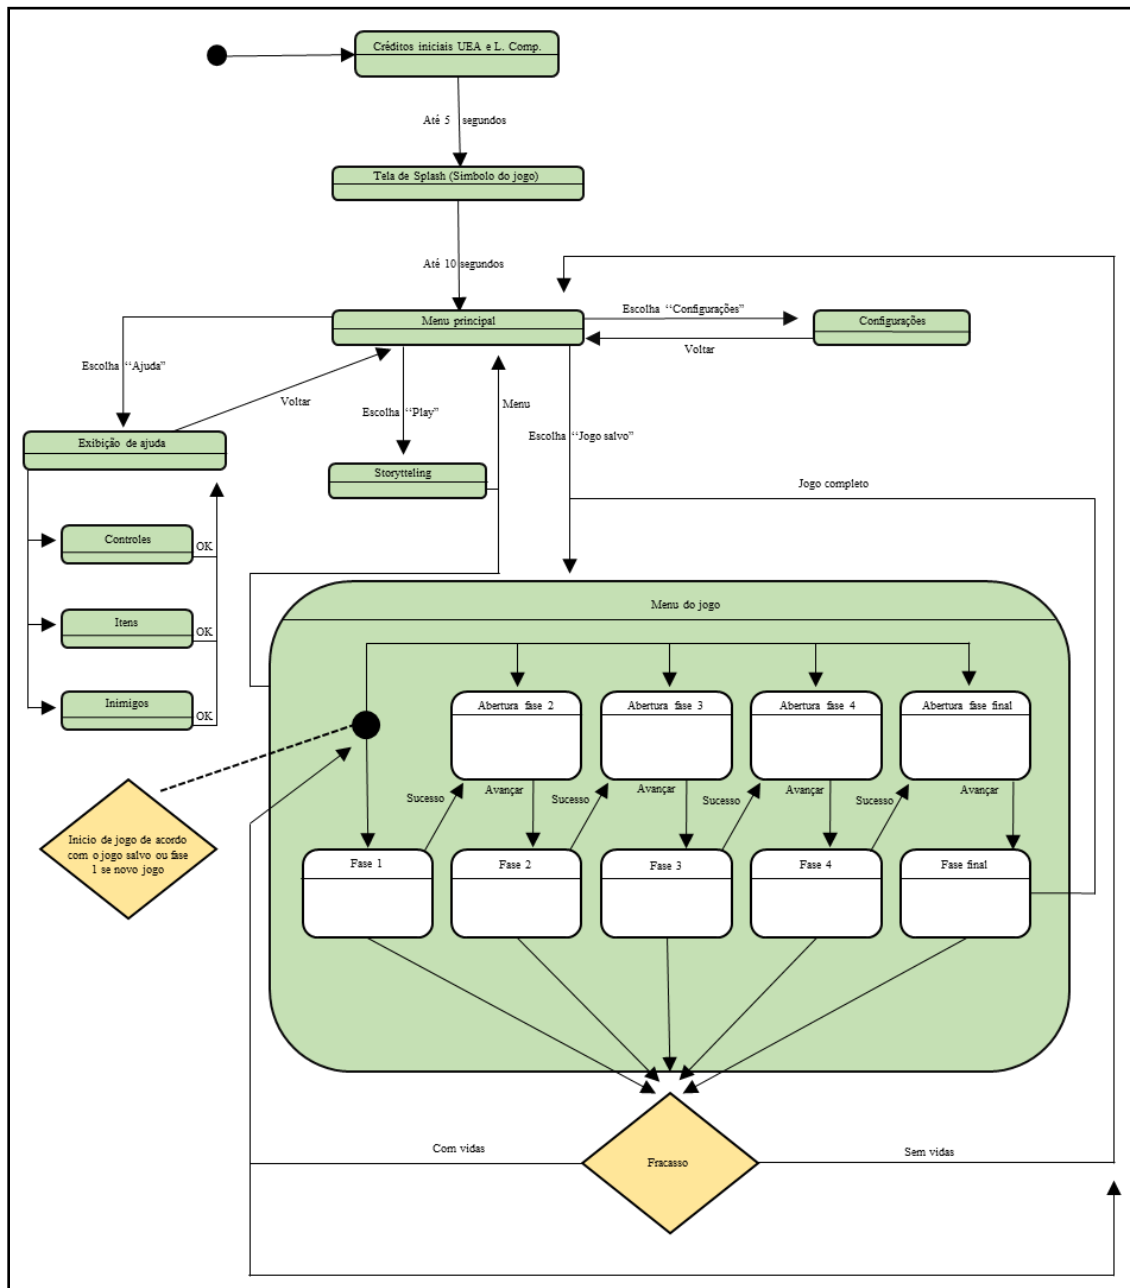 Créditos iniciais UEA e L. Comp.
Até 5 segundos
Tela de Splash (Símbolo do jogo)
Até 10 segundos
Menu principal
Escolha “Configurações”
Configurações
Voltar
Escolha “Ajuda”
Voltar
Escolha “Play”
Menu
Escolha “Jogo salvo”
Exibição de ajuda
Storytteling
Jogo completo
Controles
OK
Itens
OK
Inimigos
OK
Menu do jogo
Abertura fase 2
Abertura fase 3
Abertura fase 4
Abertura fase final
Sucesso
Avançar
Sucesso
Avançar
Sucesso
Avançar
Sucesso
Avançar
Início de jogo de acordo
com o jogo salvo ou fase
1 se novo jogo
Fase 1
Fase 2
Fase 3
Fase 4
Fase final
Com vidas
Fracasso
Sem vidas